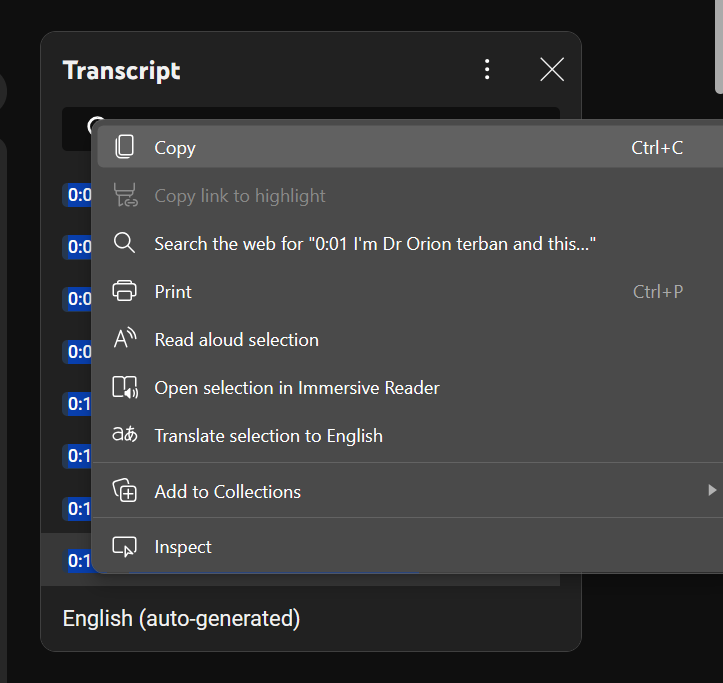 Transcript
Copy Ctrl+C
0:0
Copy link to highlight
0:0
Search the web for "0:01 I'm Dr Orion terban and this..."
0:0
Print Ctrl+P
0:0
Read aloud selection
0:1
Open selection in Immersive Reader
0:1
Translate selection to English
0:1
Add to Collections
0:1
Inspect
English (auto-generated)